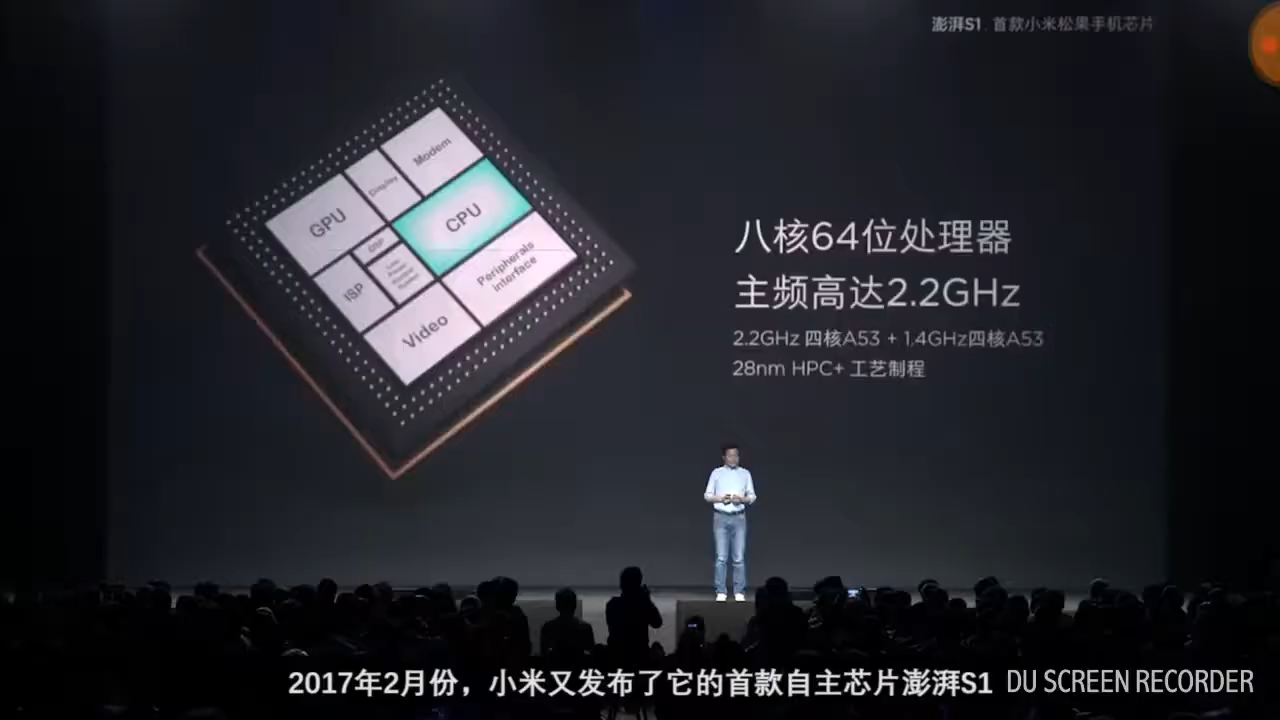 澎湃S1 首款小米松果手机芯片
Modem
Display
GPU
CPU
DSP
Peripherals
interface
ISP
Video
八核64位处理器
主频高达2.2GHz
2.2GHz 四核A53 + 1.4GHz四核A53
28nm HPC+ 工艺制程
2017年2月份，小米又发布了它的首款自主芯片澎湃S1
DU SCREEN RECORDER